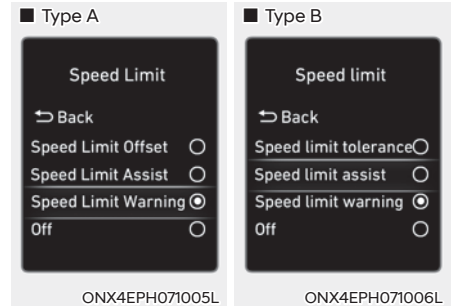 ■ Type A
Speed Limit
Back
Speed Limit Offset
Speed Limit Assist
Speed Limit Warning
Off
ONX4EPH071005L
■ Type B
Speed limit
Back
Speed limit tolerance
Speed limit assist
Speed limit warning
Off
ONX4EPH071006L